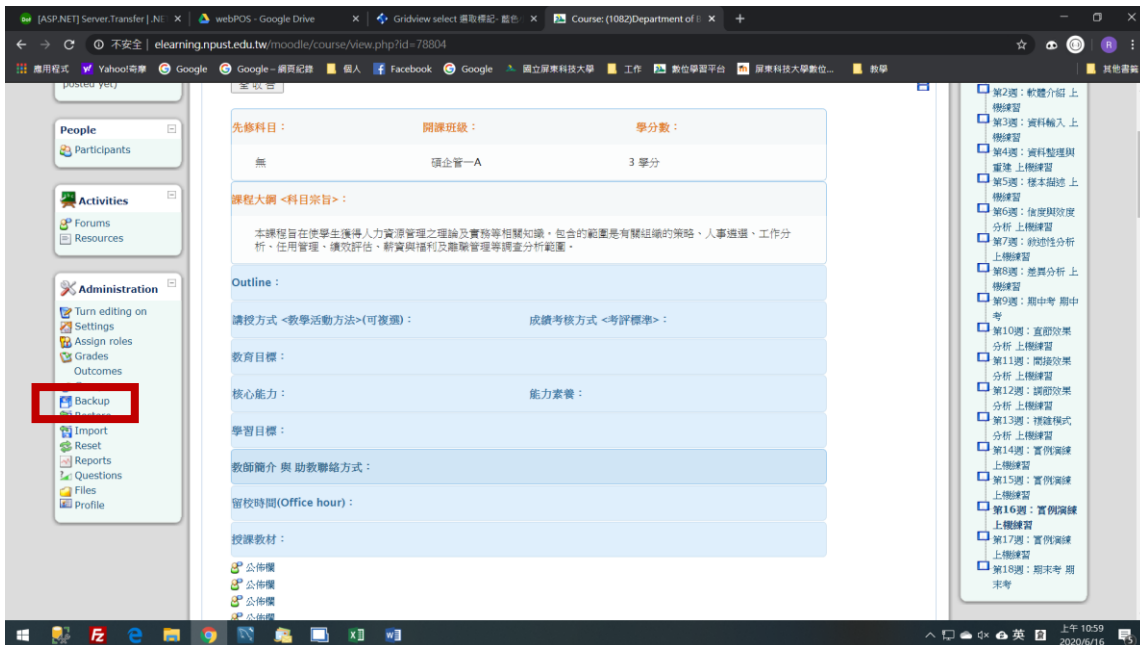 [ASP.NET] Server.Transfer | .NE
webPOS - Google Drive
Gridview select 選取標記- 藍色
Course: (1082)Department of I
不安全 | elearning.npust.edu.tw/moodle/course/view.php?id=78804
應用程式
Yahoo!奇摩
Google
Google－網頁紀錄
個人
Facebook
Google
國立屏東科技大學
工作
數位學習平台
屏東科技大學數位...
教學
其他書籤
posted yet)
People
Participants
Activities
Forums
Resources
Administration
Turn editing on
Settings
Assign roles
Grades
Outcomes
Backup
Restore
Import
Reset
Reports
Questions
Files
Profile
全收合
先修科目：
開課班級：
學分數：
無
碩企管一A
3 學分
課程大綱 <科目宗旨>：
本課程旨在使學生獲得人力資源管理之理論及實務等相關知識，包含的範圍是有關組織的策略、人事遴選、工作分
析、任用管理、績效評估、薪資與福利及離職管理等調查分析範圍。
Outline：
講授方式 <教學活動方法>(可複選)：
成績考核方式 <考評標準>：
教育目標：
核心能力：
能力素養：
學習目標：
教師簡介 與 助教聯絡方式：
留校時間(Office hour)：
授課教材：
公佈欄
公佈欄
公佈欄
公佈欄
第2週：軟體介紹 上
機練習
第3週：資料輸入 上
機練習
第4週：資料整理與
重建 上機練習
第5週：樣本描述 上
機練習
第6週：信度與效度
分析 上機練習
第7週：敘述性分析
上機練習
第8週：差異分析 上
機練習
第9週：期中考 期中
考
第10週：直節效果
分析 上機練習
第11週：間接效果
分析 上機練習
第12週：調節效果
分析 上機練習
第13週：複雜模式
分析 上機練習
第14週：實例演練
上機練習
第15週：實例演練
上機練習
第16週：實例演練
上機練習
第17週：實例演練
上機練習
第18週：期末考 期
末考
英
上午 10:59
2020/6/16